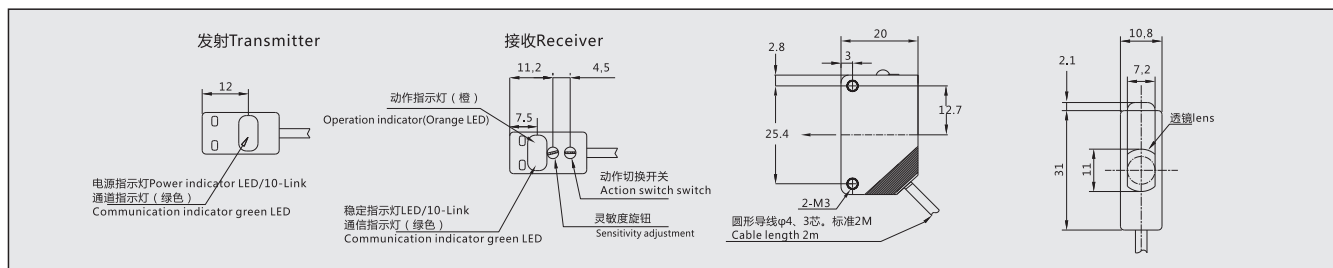 发射Transmitter
12
电源指示灯Power indicator LED/10-Link
通道指示灯（绿色）
Communication indicator green LED
接收Receiver
11,2
4,5
动作指示灯（橙）
Operation indicator(Orange LED)
7.5
动作切换开关
Action switch switch
稳定指示灯LED/10-Link
通信指示灯（绿色）
Communication indicator green LED
灵敏度旋钮
Sensitivity adjustment
20
2.8
3
12.7
25.4
2-M3
圆形导线φ4、3芯。标准2M
Cable length 2m
10,8
2.1
7,2
透镜lens
31
11